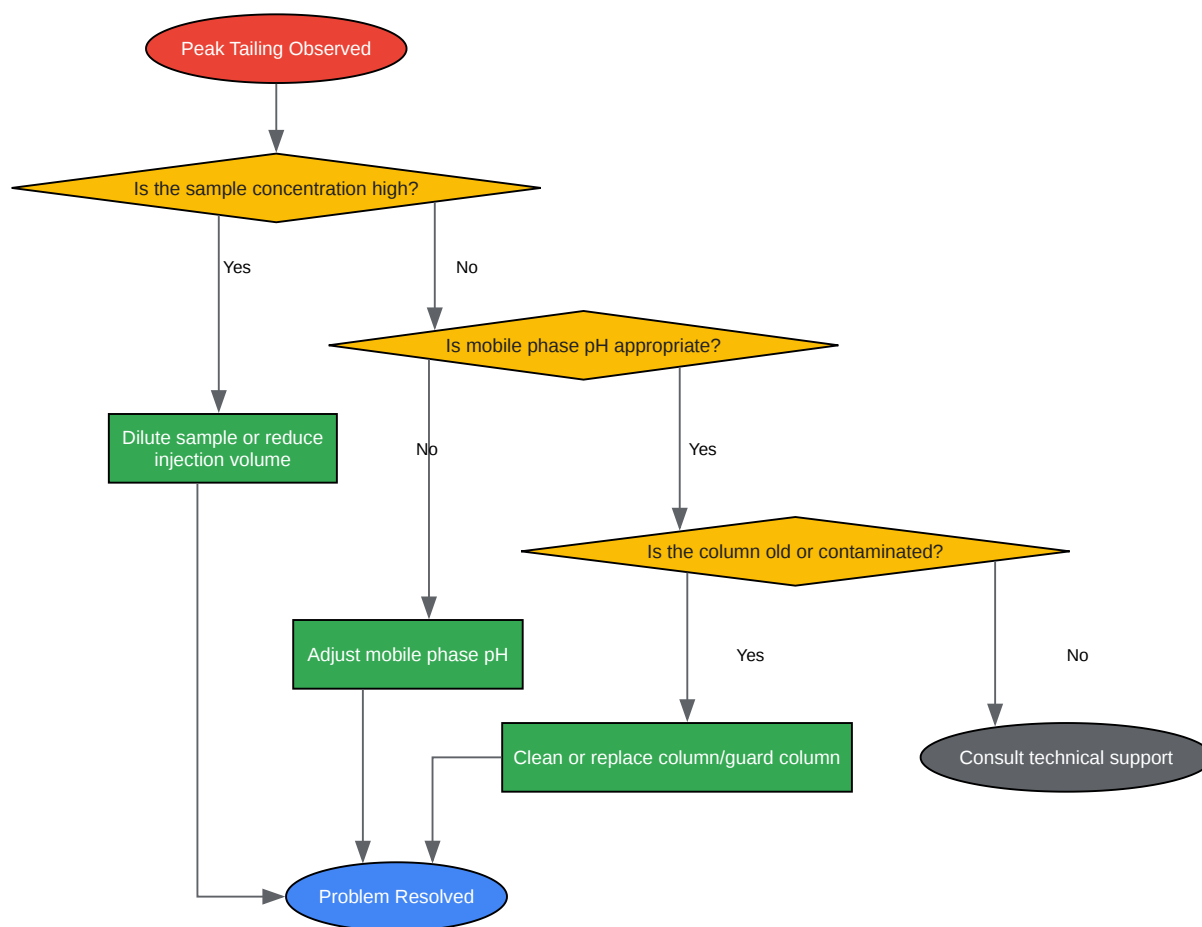 Peak Tailing Observed
Is the sample concentration high?
Yes
No
Is mobile phase pH appropriate?
Dilute sample or reduce
injection volume
No
Yes
Is the column old or contaminated?
Adjust mobile phase pH
Yes
No
Clean or replace column/guard column
Consult technical support
Problem Resolved